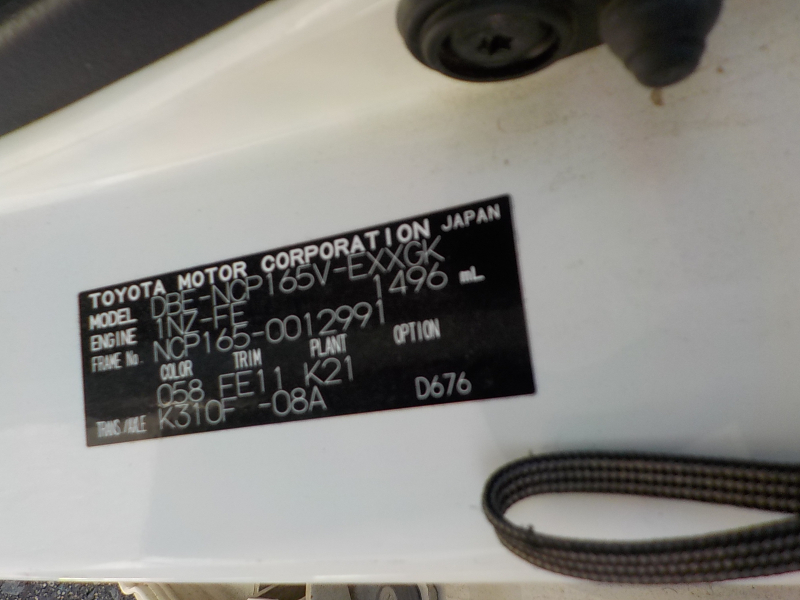 TOYOTA MOTOR CORPORATION JAPAN
MODEL DBE-NCP165V-EXXGK
ENGINE 1NZ-FE 1496 mL
FRAME No. NCP165-0012991
COLOR TRIM PLANT OPTION
058 FE11 K21
TRANS/AXLE K310F -08A D676